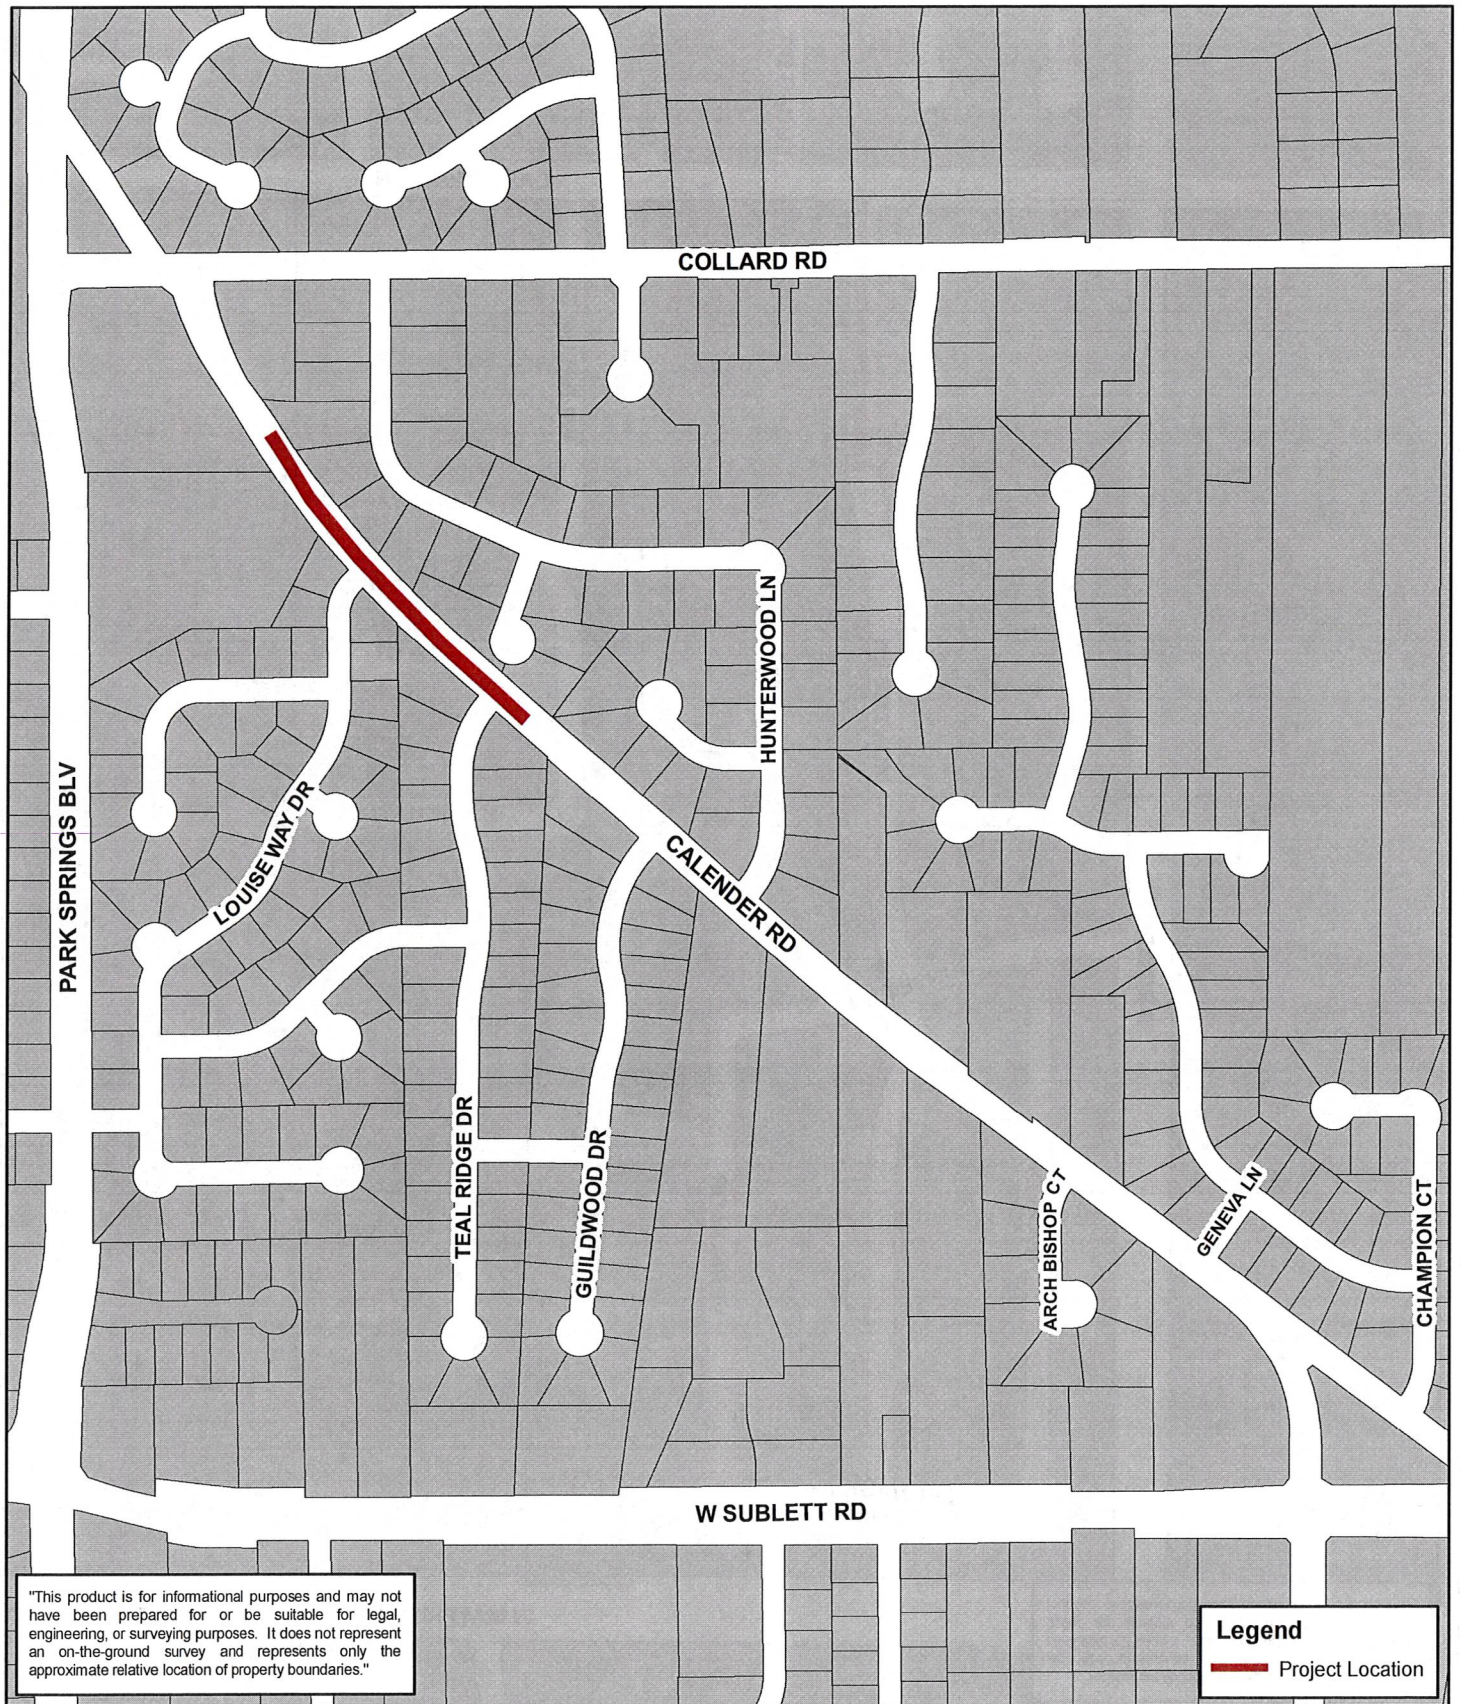 COLLARD RD
HUNTERWOOD LN
PARK SPRINGS BLV
LOUISE WAY DR
CALENDER RD
TEAL RIDGE DR
GUILDWOOD DR
ARCH BISHOP CT
GENEVA LN
CHAMPION CT
W SUBLETT RD
"This product is for informational purposes and may not
have been prepared for or be suitable for legal,
engineering, or surveying purposes. It does not represent
an on-the-ground survey and represents only the
approximate relative location of property boundaries."
Legend
Project Location